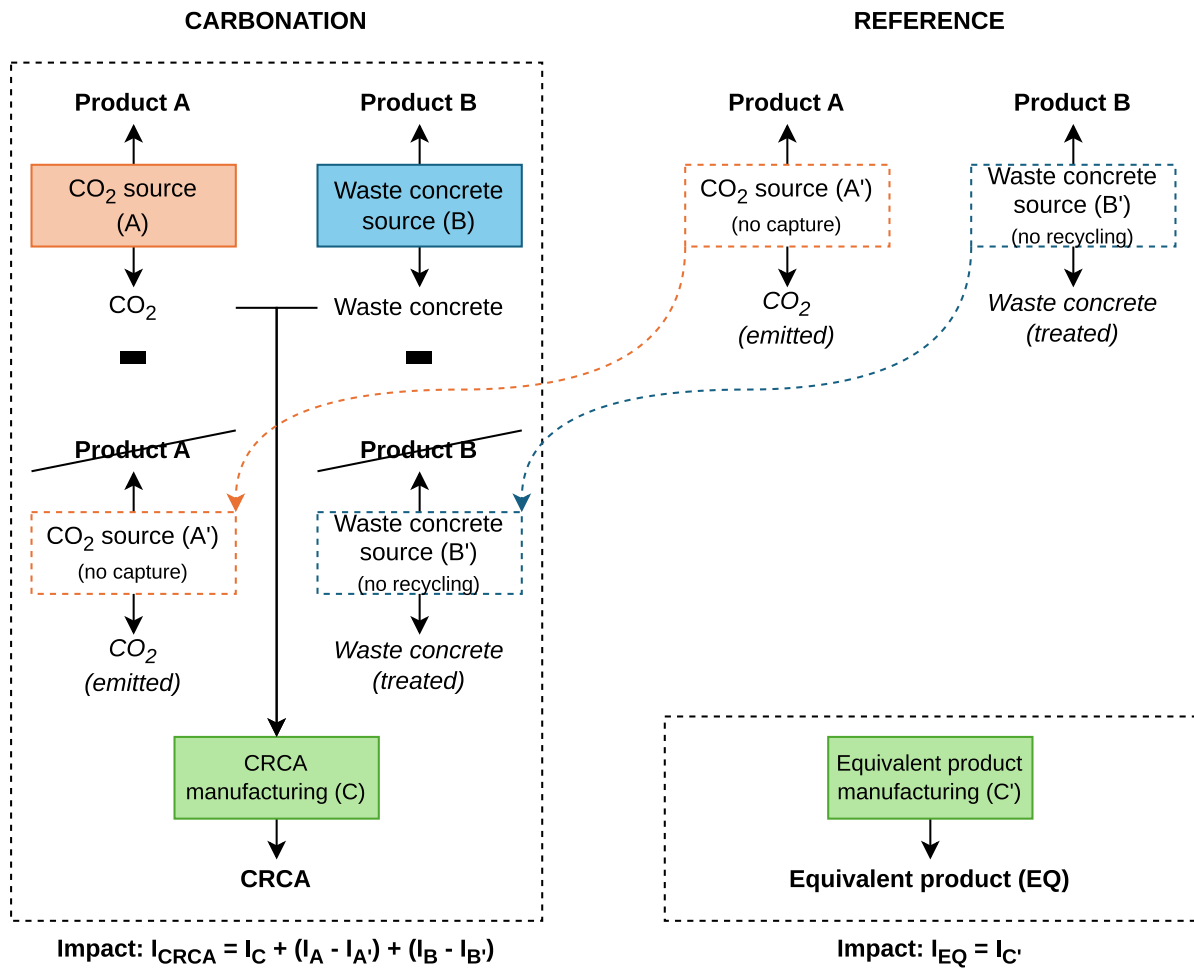 CARBONATION
REFERENCE
Product A
Product B
CO2 source
(A)
Waste concrete
source (B)
CO2
Waste concrete
Product A
Product B
CO2 source (A')
(no capture)
Waste concrete
source (B')
(no recycling)
CO2
(emitted)
Waste concrete
(treated)
CRCA
manufacturing (C)
CRCA
Impact: ICRCA = IC + (IA - IA') + (IB - IB')
Product A
Product B
CO2 source (A')
(no capture)
Waste concrete
source (B')
(no recycling)
CO2
(emitted)
Waste concrete
(treated)
Equivalent product
manufacturing (C')
Equivalent product (EQ)
Impact: IEQ = IC'